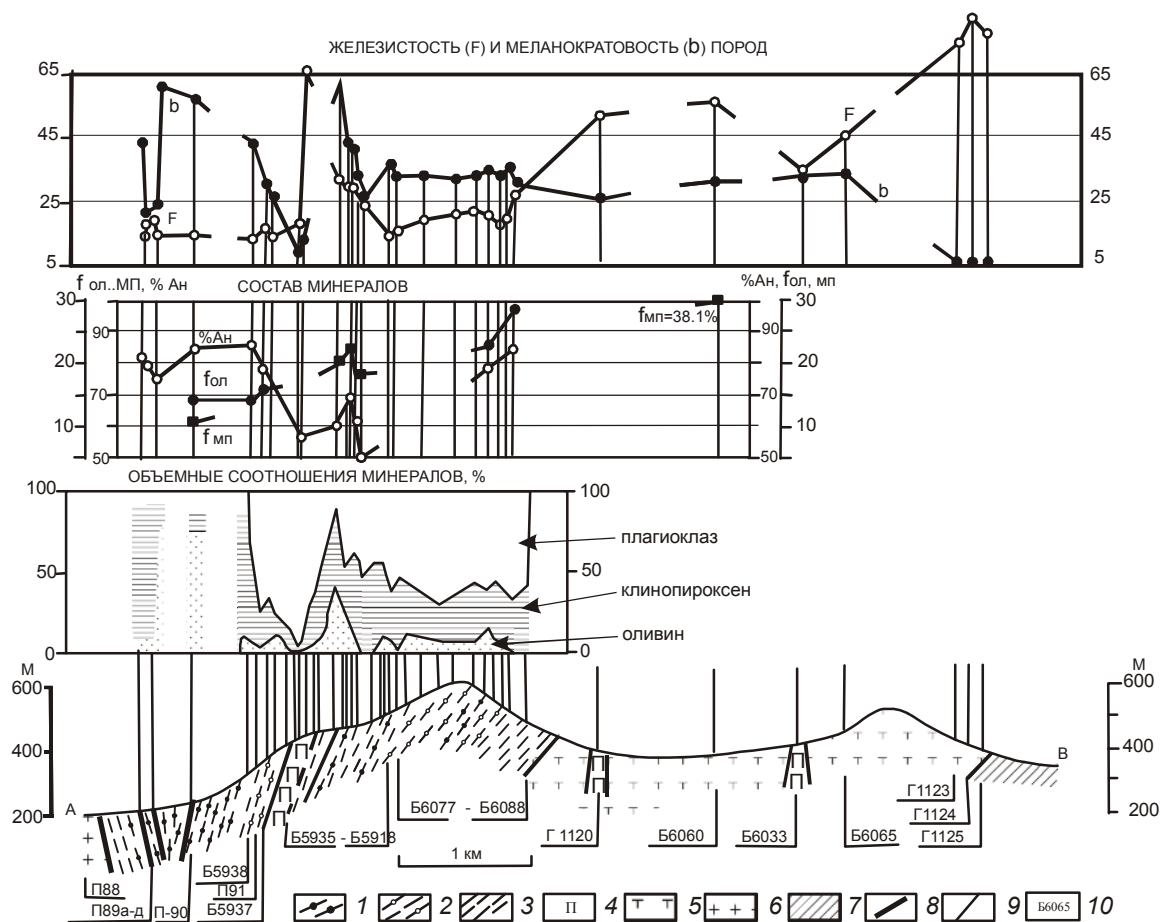 ЖЕЛЕЗИСТОСТЬ (F) И МЕЛАНОКРАТОВОСТЬ (b) ПОРОД
65 65
b
F
45 45
25 25
F
b
5 5
f ол..МП, % Ан СОСТАВ МИНЕРАЛОВ %Ан, fол, мп
30 30
90 %Ан fмп=38.1% 90
20 20
fол
70 70
f мп
10 10
50 50
ОБЪЕМНЫЕ СООТНОШЕНИЯ МИНЕРАЛОВ, %
100 100
плагиоклаз
50 50
клинопироксен
оливин
0 0
М М
600 600
400 400
200 200
А В
П П П П
П П
П П
Г1123
Г1124
Г1125
Б6077 - Б6088
Б5935 - Б5918 Г 1120 Б6060 Б6033 Б6065
Б5938 1 км
П88 П91
П89а-д П-90 Б5937
1 2 3 П 4 5 6 7 8 9 Б6065 10